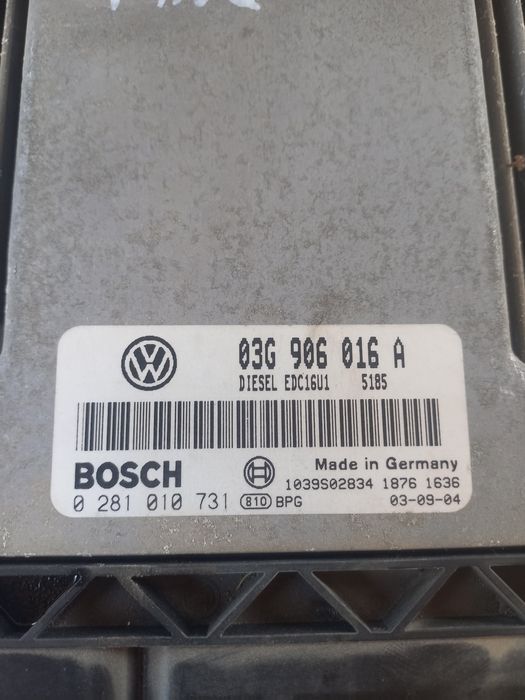 03G 906 016 A
DIESEL EDC16U1 5185
BOSCH
Made in Germany
1039S02834 1876 1636
0 281 010 731 810 BPG 03-09-04